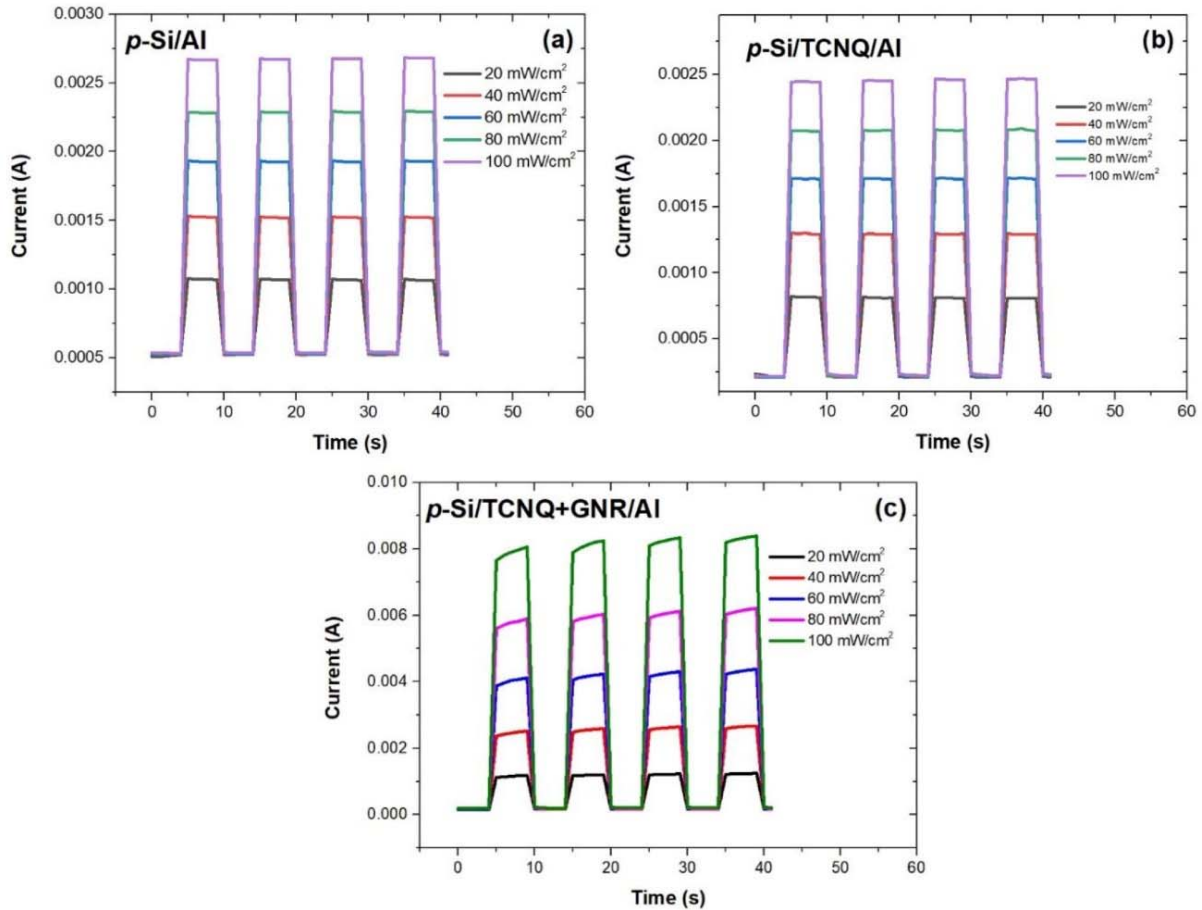 p-Si/Al
(a)
20 mW/cm²
40 mW/cm²
60 mW/cm²
80 mW/cm²
100 mW/cm²
0.0030
0.0025
0.0020
0.0015
0.0010
0.0005
Current (A)
0 10 20 30 40 50 60
Time (s)
p-Si/TCNQ/Al
(b)
20 mW/cm²
40 mW/cm²
60 mW/cm²
80 mW/cm²
100 mW/cm²
0.0030
0.0025
0.0020
0.0015
0.0010
0.0005
Current (A)
0 10 20 30 40 50 60
Time (s)
p-Si/TCNQ+GNR/Al
(c)
20 mW/cm²
40 mW/cm²
60 mW/cm²
80 mW/cm²
100 mW/cm²
0.010
0.008
0.006
0.004
0.002
0.000
Current (A)
0 10 20 30 40 50 60
Time (s)